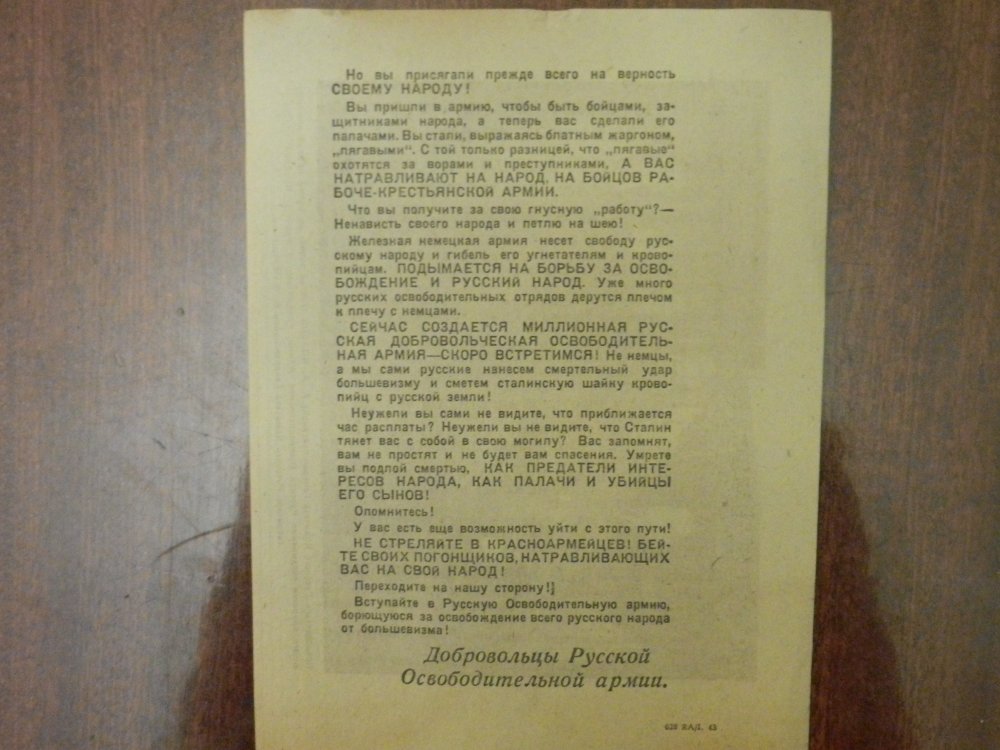 Но вы присягали прежде всего на верность
СВОЕМУ НАРОДУ!
Вы пришли в армию, чтобы быть бойцами, за-
щитниками народа, а теперь вас сделали его
палачами. Вы стали, выражаясь блатным жаргоном,
„лягавыми“. С той только разницей, что „лягавые“
охотятся за ворами и преступниками, А ВАС
НАТРАВЛИВАЮТ НА НАРОД, НА БОЙЦОВ РА-
БОЧЕ-КРЕСТЬЯНСКОЙ АРМИИ.
Что вы получите за свою гнусную „работу“?—
Ненависть своего народа и петлю на шею!
Железная немецкая армия несет свободу рус-
скому народу и гибель его угнетателям и крово-
пийцам. ПОДЫМАЕТСЯ НА БОРЬБУ ЗА ОСВО-
БОЖДЕНИЕ И РУССКИЙ НАРОД. Уже много
русских освободительных отрядов дерутся плечом
к плечу с немцами.
СЕЙЧАС СОЗДАЕТСЯ МИЛЛИОННАЯ РУС-
СКАЯ ДОБРОВОЛЬЧЕСКАЯ ОСВОБОДИТЕЛЬ-
НАЯ АРМИЯ—СКОРО ВСТРЕТИМСЯ! Не немцы,
а мы сами русские нанесем смертельный удар
большевизму и сметем сталинскую шайку крово-
пийц с русской земли!
Неужели вы сами не видите, что приближается
час расплаты? Неужели вы не видите, что Сталин
тянет вас с собой в свою могилу? Вас запомнят,
вам не простят и не будет вам спасения. Умрете
вы подлой смертью, КАК ПРЕДАТЕЛИ ИНТЕ-
РЕСОВ НАРОДА, КАК ПАЛАЧИ И УБИЙЦЫ
ЕГО СЫНОВ!
Опомнитесь!
У вас есть еще возможность уйти с этого пути!
НЕ СТРЕЛЯЙТЕ В КРАСНОАРМЕЙЦЕВ! БЕЙ-
ТЕ СВОИХ ПОГОНЩИКОВ, НАТРАВЛИВАЮЩИХ
ВАС НА СВОЙ НАРОД!
Переходите на нашу сторону!
Вступайте в Русскую Освободительную армию,
борющуюся за освобождение всего русского народа
от большевизма!
Добровольцы Русской
Освободительной армии.
638 RAД. 43